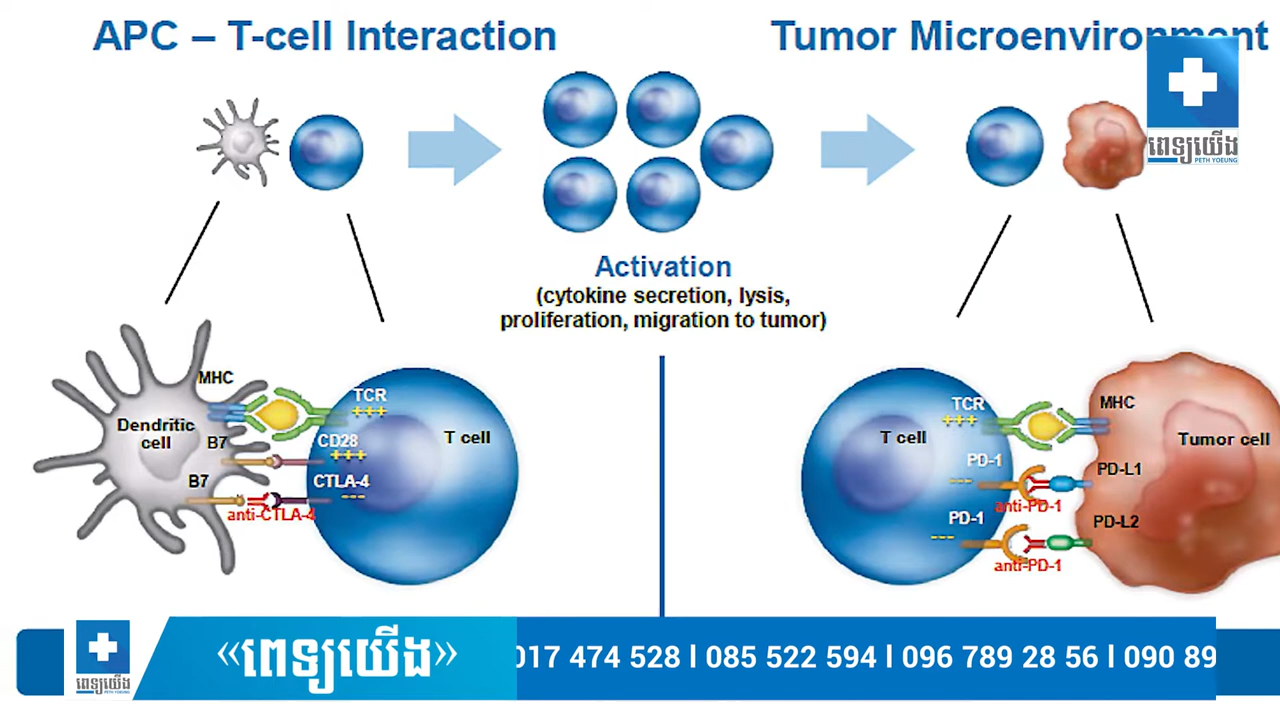 APC – T-cell Interaction
Tumor Microenvironment
ពេទ្យយើង
PETH YOEUNG
Activation
(cytokine secretion, lysis,
proliferation, migration to tumor)
MHC
TCR
+++
Dendritic
cell
B7
CD28
+++
T cell
B7
CTLA-4
---
anti-CTLA-4
TCR
+++
MHC
T cell
Tumor cell
PD-1
---
PD-L1
anti-PD-1
PD-1
---
PD-L2
anti-PD-1
ពេទ្យយើង
«ពេទ្យយើង»
017 474 528 l 085 522 594 l 096 789 28 56 l 090 89